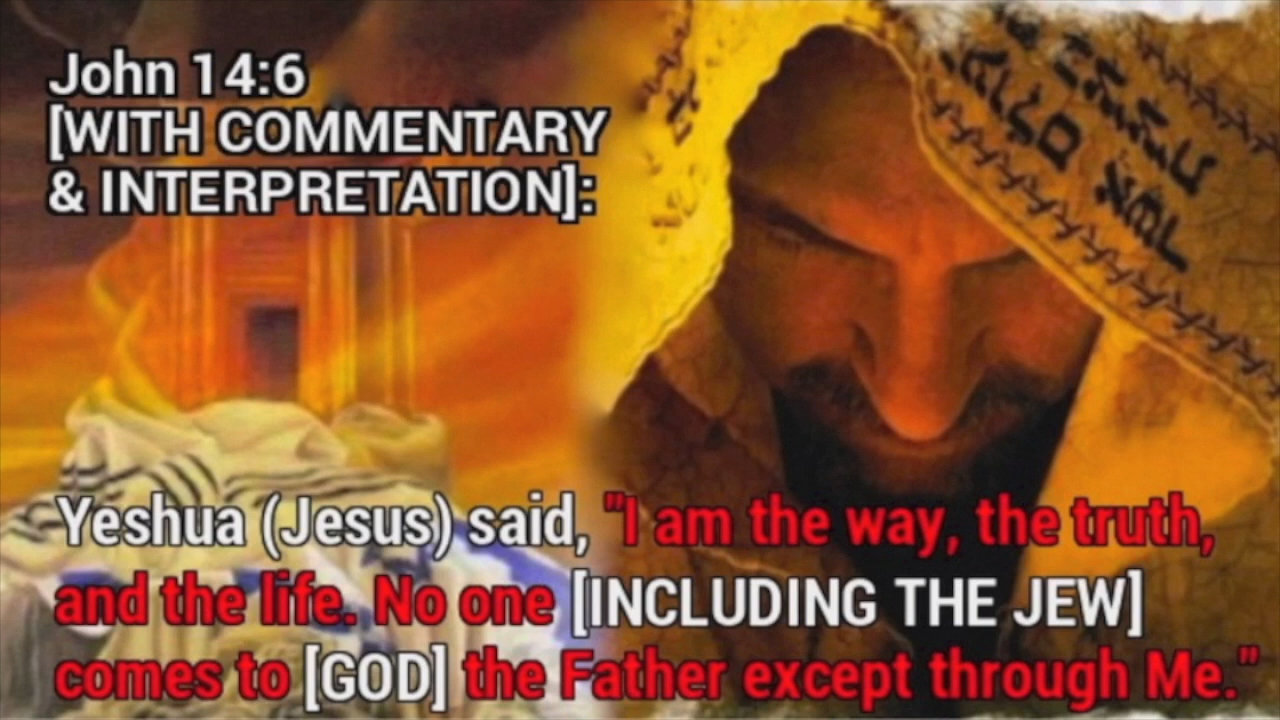 John 14:6
[WITH COMMENTARY
& INTERPRETATION]:
Yeshua (Jesus) said, "I am the way, the truth,
and the life. No one [INCLUDING THE JEW]
comes to [GOD] the Father except through Me."